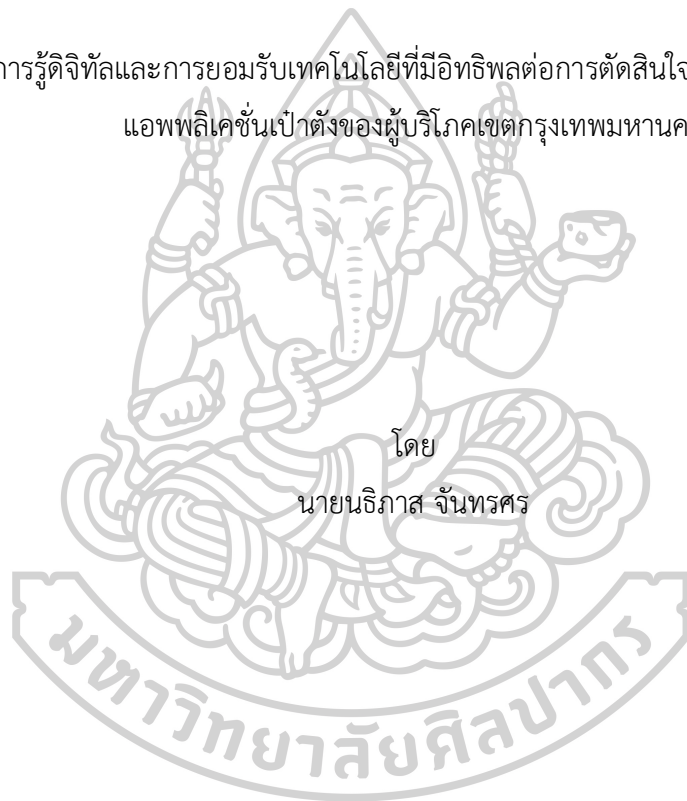 การรู้ดิจิทัลและการยอมรับเทคโนโลยีที่มีอิทธิพลต่อการตัดสินใจ
แอพพลิเคชั่นเป๋าตังของผู้บริโภคเขตกรุงเทพมหานค
โดย
นายนธิภาส จันทรศร
มหาวิทยาลัยศิลปากร